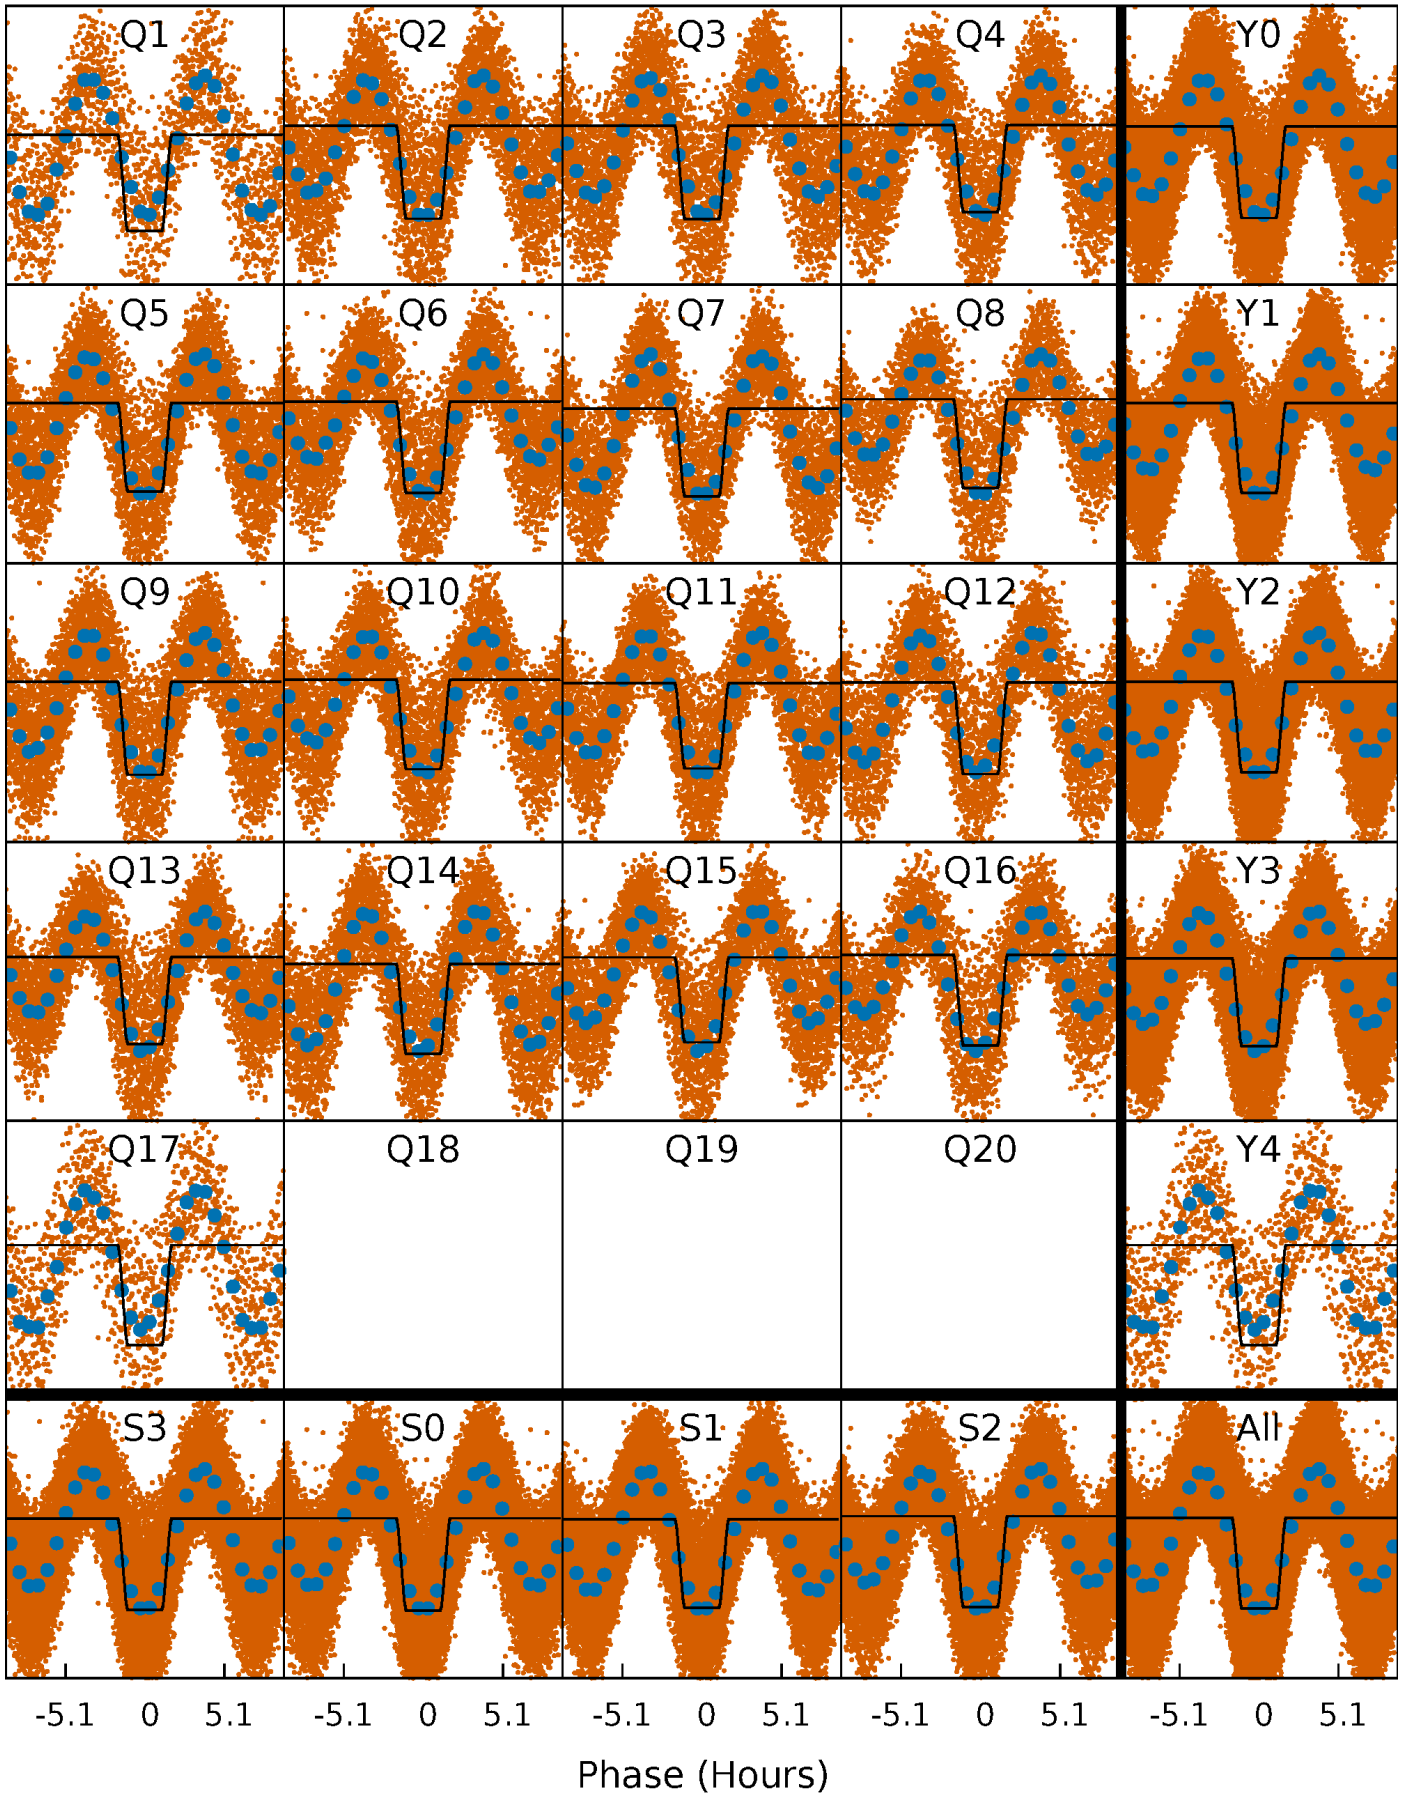 Q1 Q2 Q3 Q4 Y0
Q5 Q6 Q7 Q8 Y1
Q9 Q10 Q11 Q12 Y2
Q13 Q14 Q15 Q16 Y3
Q17 Q18 Q19 Q20 Y4
S3 S0 S1 S2 All
-5.1 0 5.1 -5.1 0 5.1 -5.1 0 5.1 -5.1 0 5.1 -5.1 0 5.1
Phase (Hours)